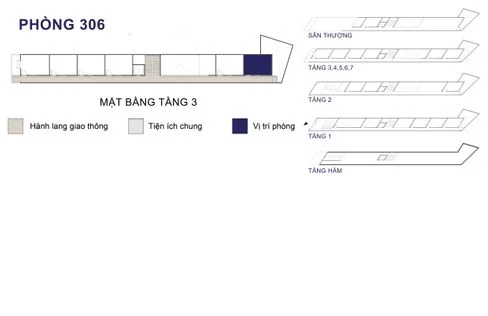 PHÒNG 306
MẶT BẰNG TẦNG 3
Hành lang giao thông
Tiện ích chung
Vị trí phòng
SÂN THƯỢNG
TẦNG 3,4,5,6,7
TẦNG 2
TẦNG 1
TẦNG HẦM